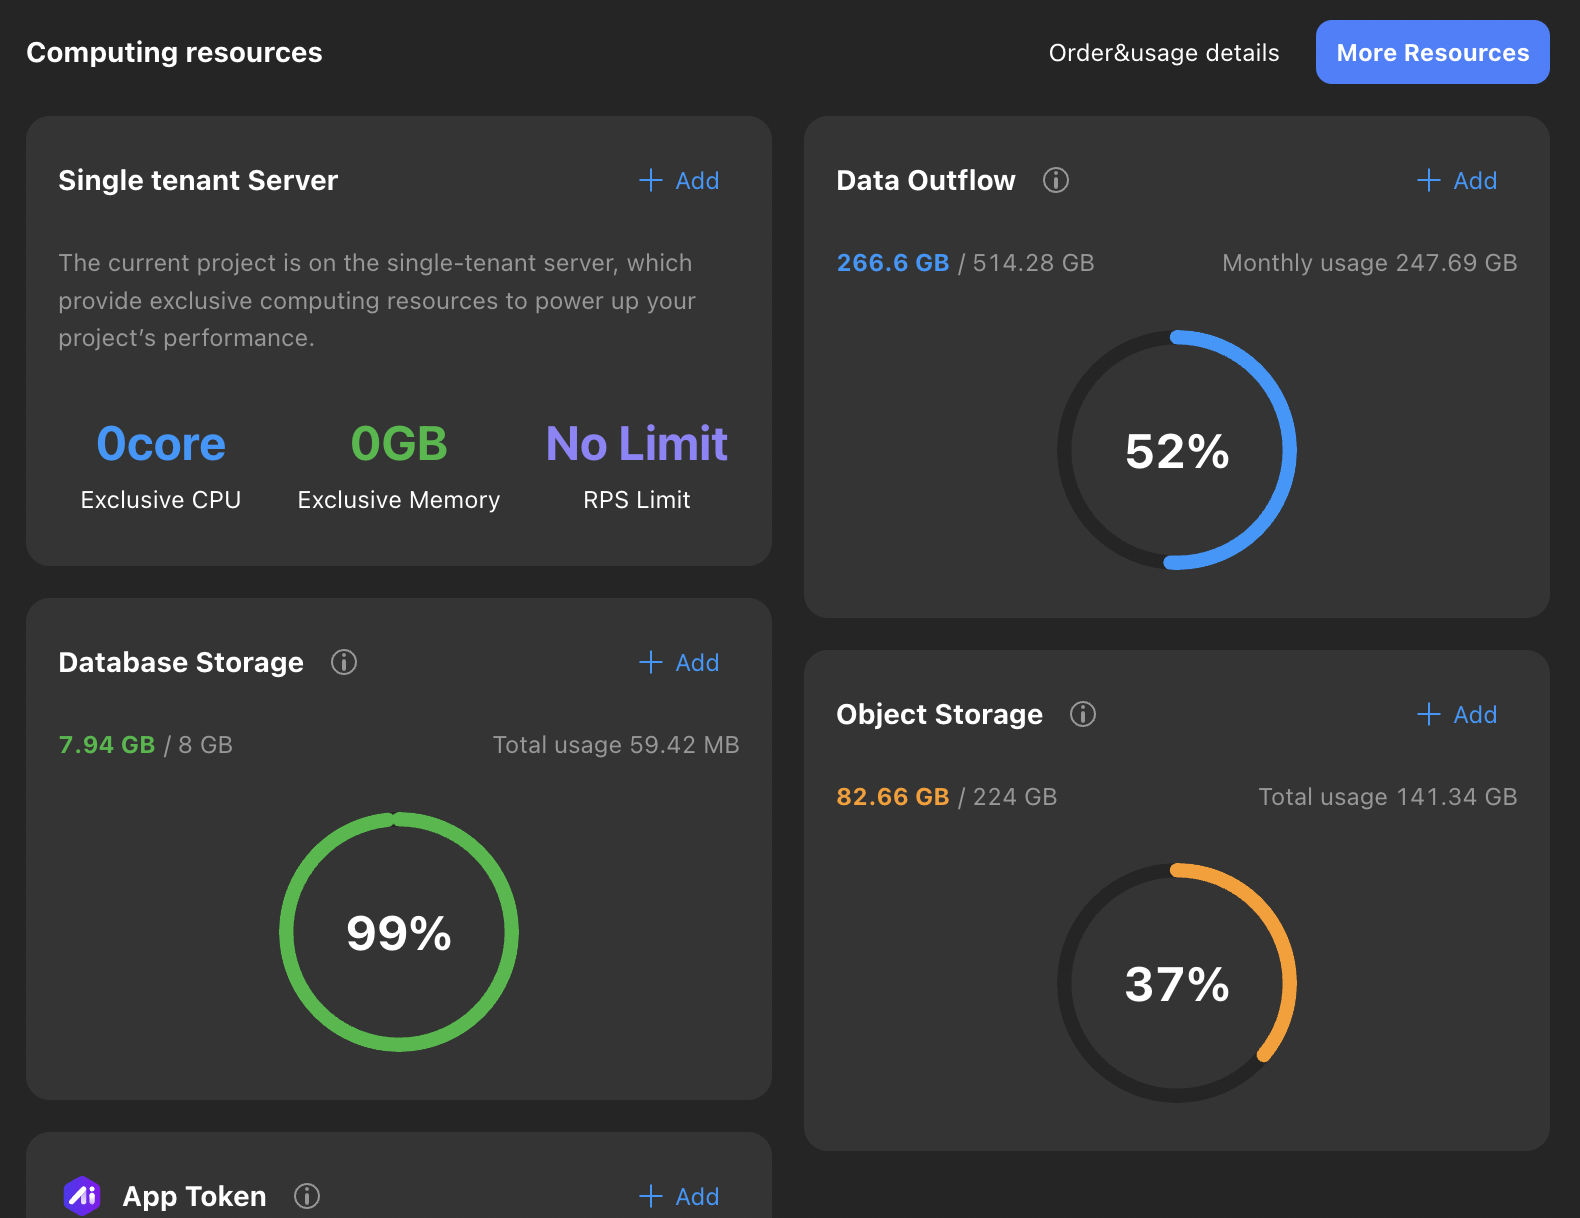 Computing resources
Order&usage details
More Resources
Single tenant Server
+ Add
The current project is on the single-tenant server, which
provide exclusive computing resources to power up your
project’s performance.
0core
0GB
No Limit
Exclusive CPU
Exclusive Memory
RPS Limit
Data Outflow
+ Add
266.6 GB / 514.28 GB
Monthly usage 247.69 GB
52%
Database Storage
+ Add
7.94 GB / 8 GB
Total usage 59.42 MB
99%
Object Storage
+ Add
82.66 GB / 224 GB
Total usage 141.34 GB
37%
App Token
+ Add